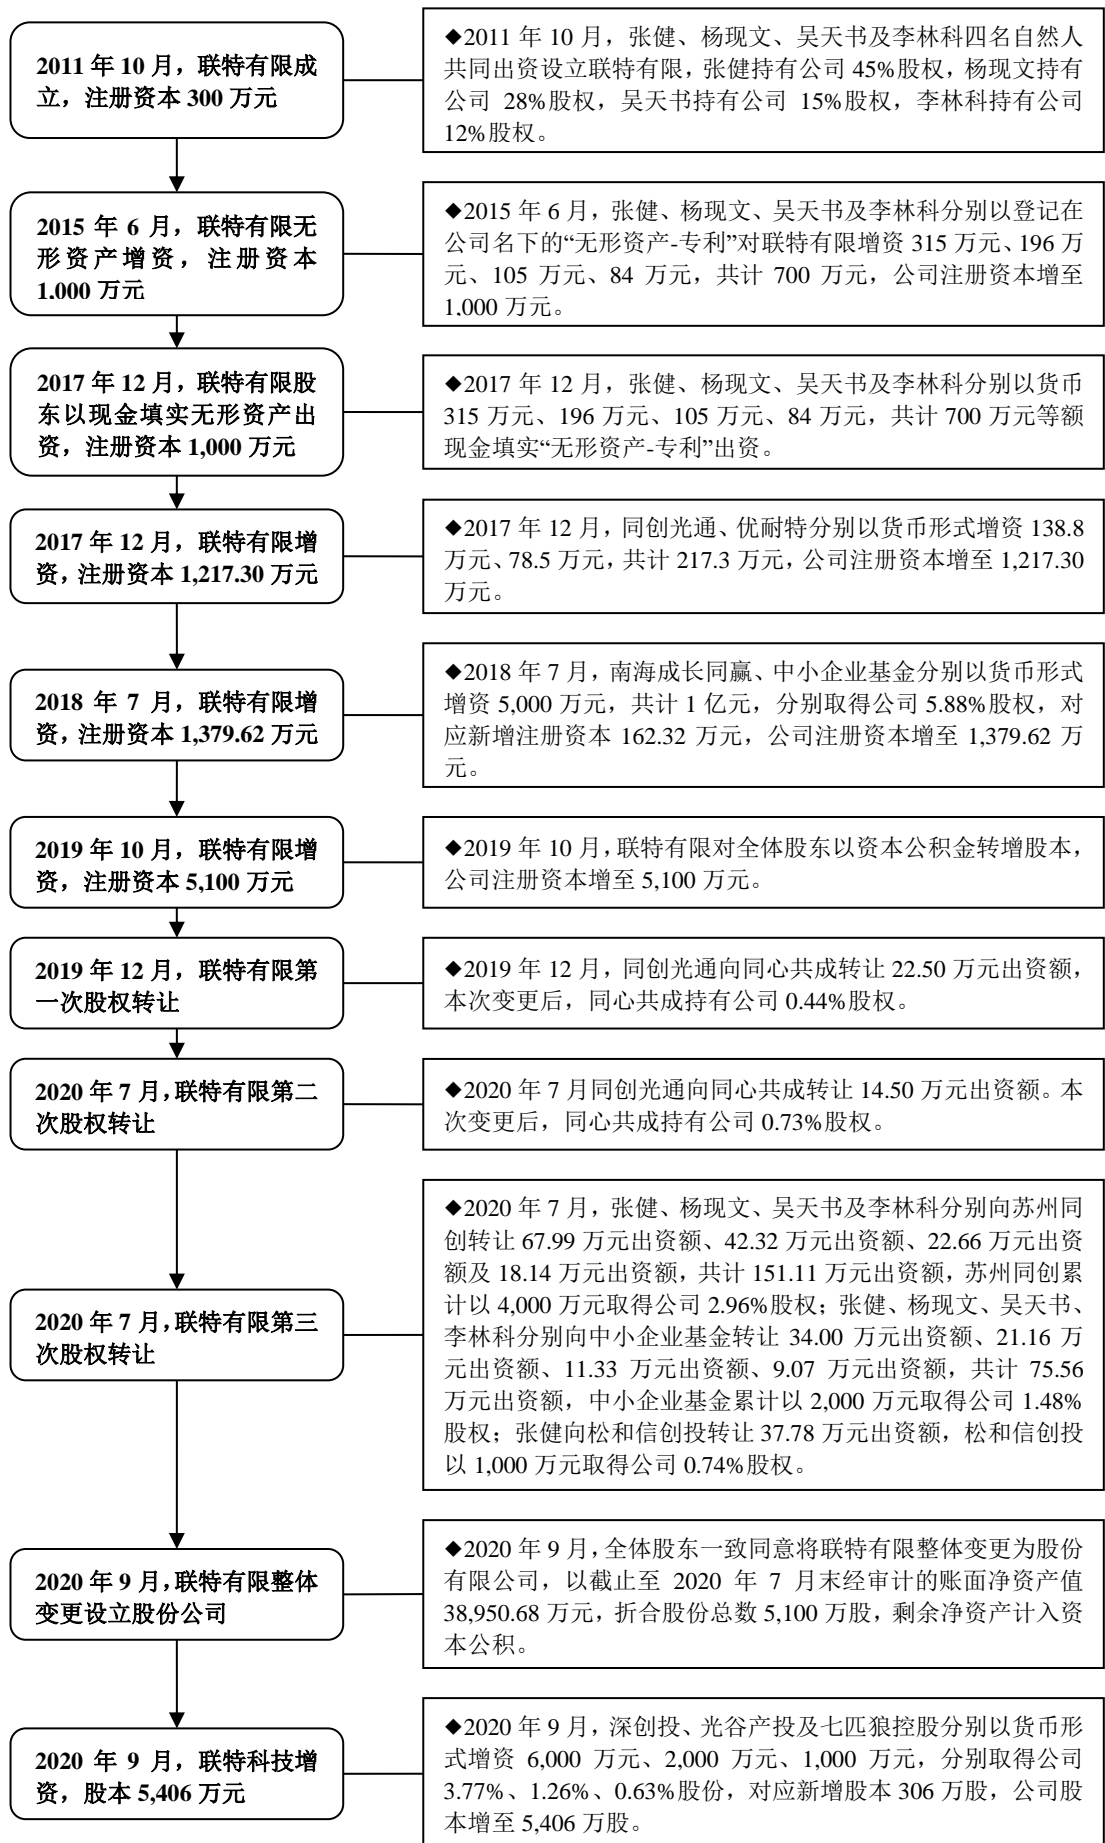 2011 年 10 月，联特有限成
立，注册资本 300 万元
◆2011 年 10 月，张健、杨现文、吴天书及李林科四名自然人
共同出资设立联特有限，张健持有公司 45%股权，杨现文持有
公司 28%股权，吴天书持有公司 15%股权，李林科持有公司
12%股权。
2015 年 6 月，联特有限无
形资产增资，注册资本
1,000 万元
◆2015 年 6 月，张健、杨现文、吴天书及李林科分别以登记在
公司名下的“无形资产-专利”对联特有限增资 315 万元、196 万
元、105 万元、84 万元，共计 700 万元，公司注册资本增至
1,000 万元。
2017 年 12 月，联特有限股
东以现金填实无形资产出
资，注册资本 1,000 万元
◆2017 年 12 月，张健、杨现文、吴天书及李林科分别以货币
315 万元、196 万元、105 万元、84 万元，共计 700 万元等额
现金填实“无形资产-专利”出资。
2017 年 12 月，联特有限增
资，注册资本 1,217.30 万元
◆2017 年 12 月，同创光通、优耐特分别以货币形式增资 138.8
万元、78.5 万元，共计 217.3 万元，公司注册资本增至 1,217.30
万元。
2018 年 7 月，联特有限增
资，注册资本 1,379.62 万元
◆2018 年 7 月，南海成长同赢、中小企业基金分别以货币形式
增资 5,000 万元，共计 1 亿元，分别取得公司 5.88%股权，对
应新增注册资本 162.32 万元，公司注册资本增至 1,379.62 万
元。
2019 年 10 月，联特有限增
资，注册资本 5,100 万元
◆2019 年 10 月，联特有限对全体股东以资本公积金转增股本，
公司注册资本增至 5,100 万元。
2019 年 12 月，联特有限第
一次股权转让
◆2019 年 12 月，同创光通向同心共成转让 22.50 万元出资额，
本次变更后，同心共成持有公司 0.44%股权。
2020 年 7 月，联特有限第二
次股权转让
◆2020 年 7 月同创光通向同心共成转让 14.50 万元出资额。本
次变更后，同心共成持有公司 0.73%股权。
2020 年 7 月，联特有限第三
次股权转让
◆2020 年 7 月，张健、杨现文、吴天书及李林科分别向苏州同
创转让 67.99 万元出资额、42.32 万元出资额、22.66 万元出资
额及 18.14 万元出资额，共计 151.11 万元出资额，苏州同创累
计以 4,000 万元取得公司 2.96%股权；张健、杨现文、吴天书、
李林科分别向中小企业基金转让 34.00 万元出资额、21.16 万
元出资额、11.33 万元出资额、9.07 万元出资额，共计 75.56
万元出资额，中小企业基金累计以 2,000 万元取得公司 1.48%
股权；张健向松和信创投转让 37.78 万元出资额，松和信创投
以 1,000 万元取得公司 0.74%股权。
2020 年 9 月，联特有限整体
变更设立股份公司
◆2020 年 9 月，全体股东一致同意将联特有限整体变更为股份
有限公司，以截止至 2020 年 7 月末经审计的账面净资产值
38,950.68 万元，折合股份总数 5,100 万股，剩余净资产计入资
本公积。
2020 年 9 月，联特科技增
资，股本 5,406 万元
◆2020 年 9 月，深创投、光谷产投及七匹狼控股分别以货币形
式增资 6,000 万元、2,000 万元、1,000 万元，分别取得公司
3.77%、1.26%、0.63%股份，对应新增股本 306 万股，公司股
本增至 5,406 万股。